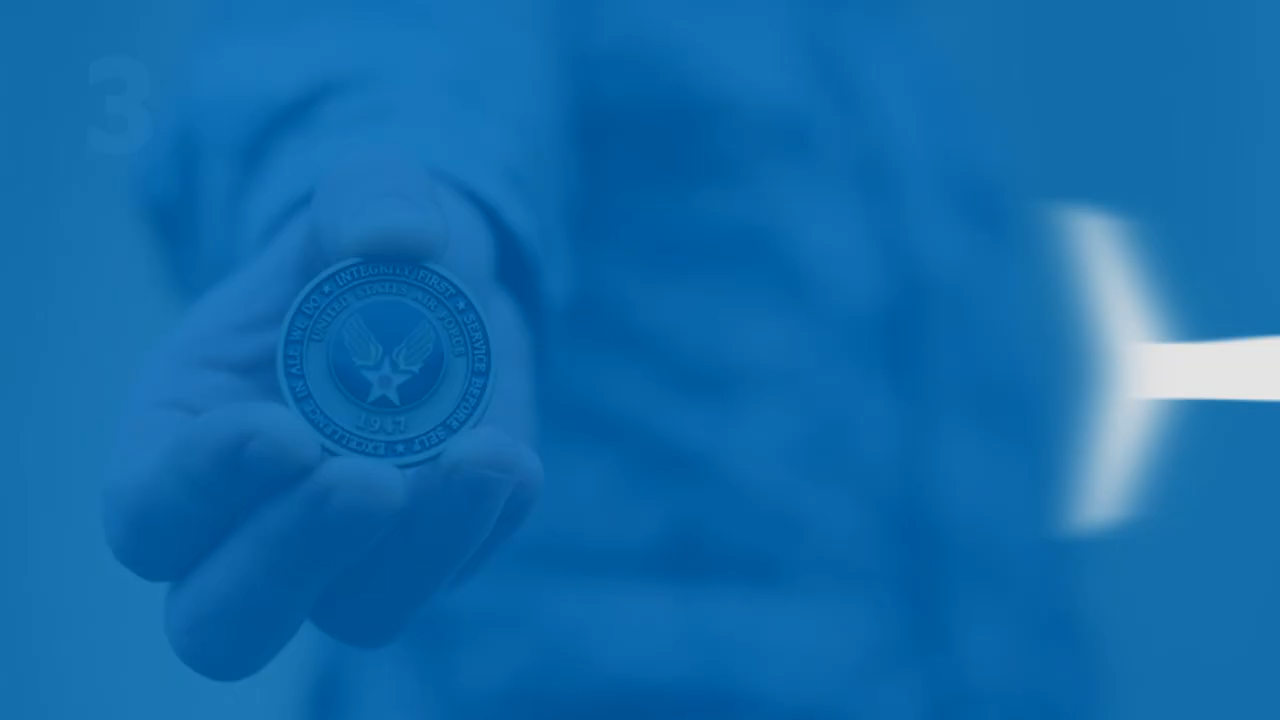 3
★ INTEGRITY FIRST ★ SERVICE BEFORE SELF ★ EXCELLENCE IN ALL WE DO
UNITED STATES AIR FORCE
1947